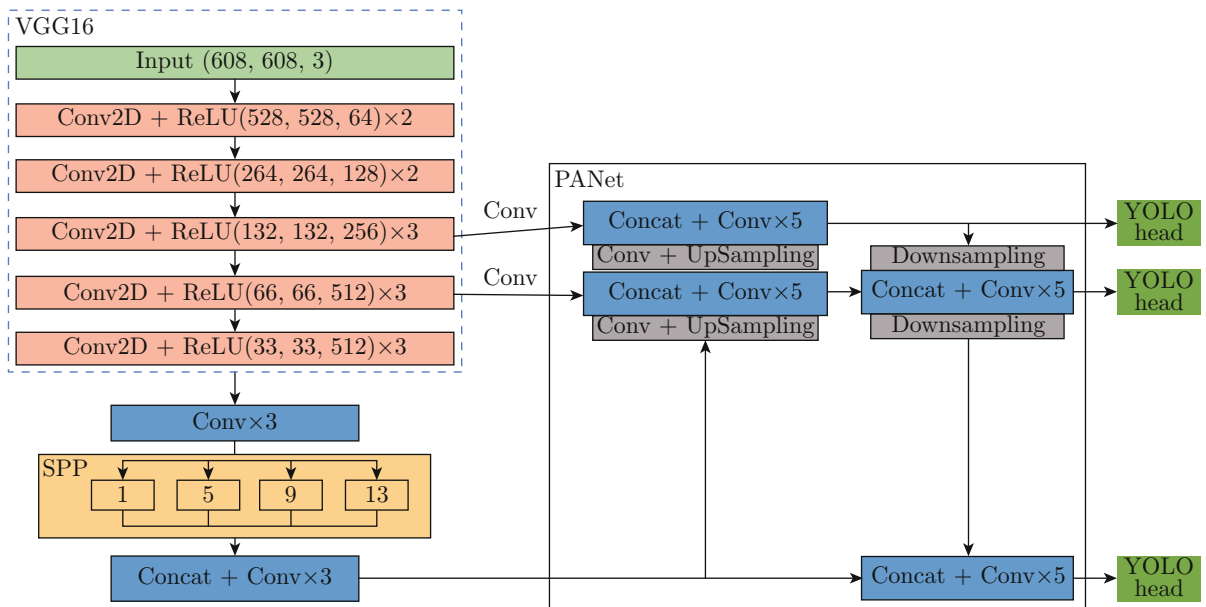 VGG16
Input (608, 608, 3)
Conv2D + ReLU(528, 528, 64)×2
Conv2D + ReLU(264, 264, 128)×2
Conv2D + ReLU(132, 132, 256)×3
Conv2D + ReLU(66, 66, 512)×3
Conv2D + ReLU(33, 33, 512)×3
Conv×3
SPP
1 5 9 13
Concat + Conv×3
Conv
Conv
PANet
Concat + Conv×5
Conv + UpSampling
Concat + Conv×5
Conv + UpSampling
Downsampling
Concat + Conv×5
Downsampling
Concat + Conv×5
YOLO
head
YOLO
head
YOLO
head